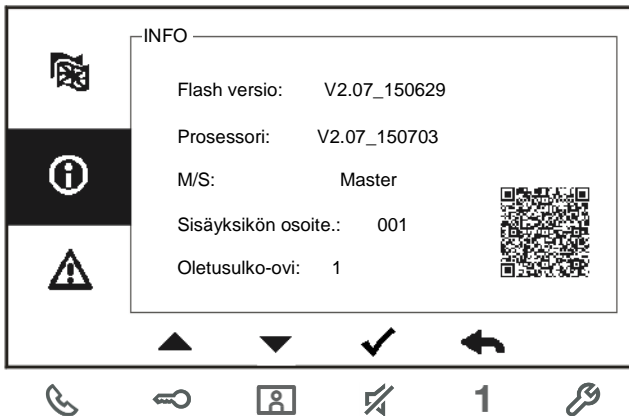 INFO
Flash versio: V2.07_150629
Prosessori: V2.07_150703
M/S: Master
Sisäyksikön osoite.: 001
Oletusulko-ovi: 1
1